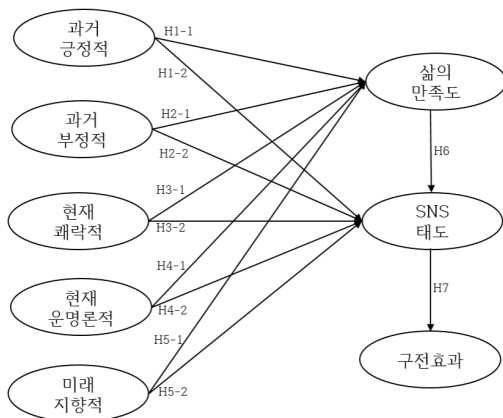 과거
긍정적
H1-1
H1-2
과거
부정적
H2-1
H2-2
현재
쾌락적
H3-1
H3-2
현재
운명론적
H4-1
H4-2
미래
지향적
H5-1
H5-2
삶의
만족도
H6
SNS
태도
H7
구전효과